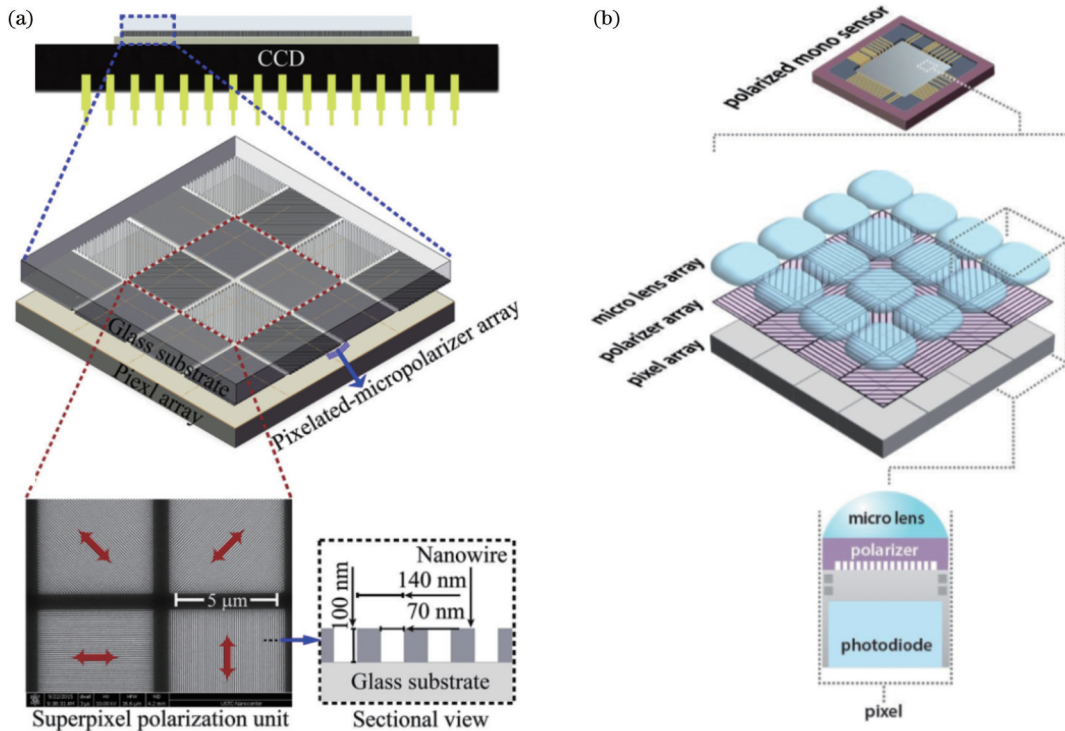 (a)
CCD
Glass substrate
Piexl array
Pixelated-micropolarizer array
5 μm
Superpixel polarization unit
100 nm
Nanowire
140 nm
70 nm
Glass substrate
Sectional view
(b)
polarized mono sensor
micro lens array
polarizer array
pixel array
micro lens
polarizer
photodiode
pixel